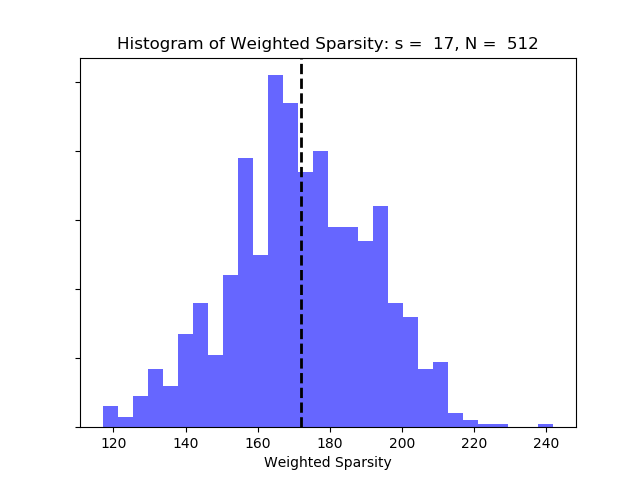 Histogram of Weighted Sparsity: s =  17, N =  512
120 140 160 180 200 220 240
Weighted Sparsity